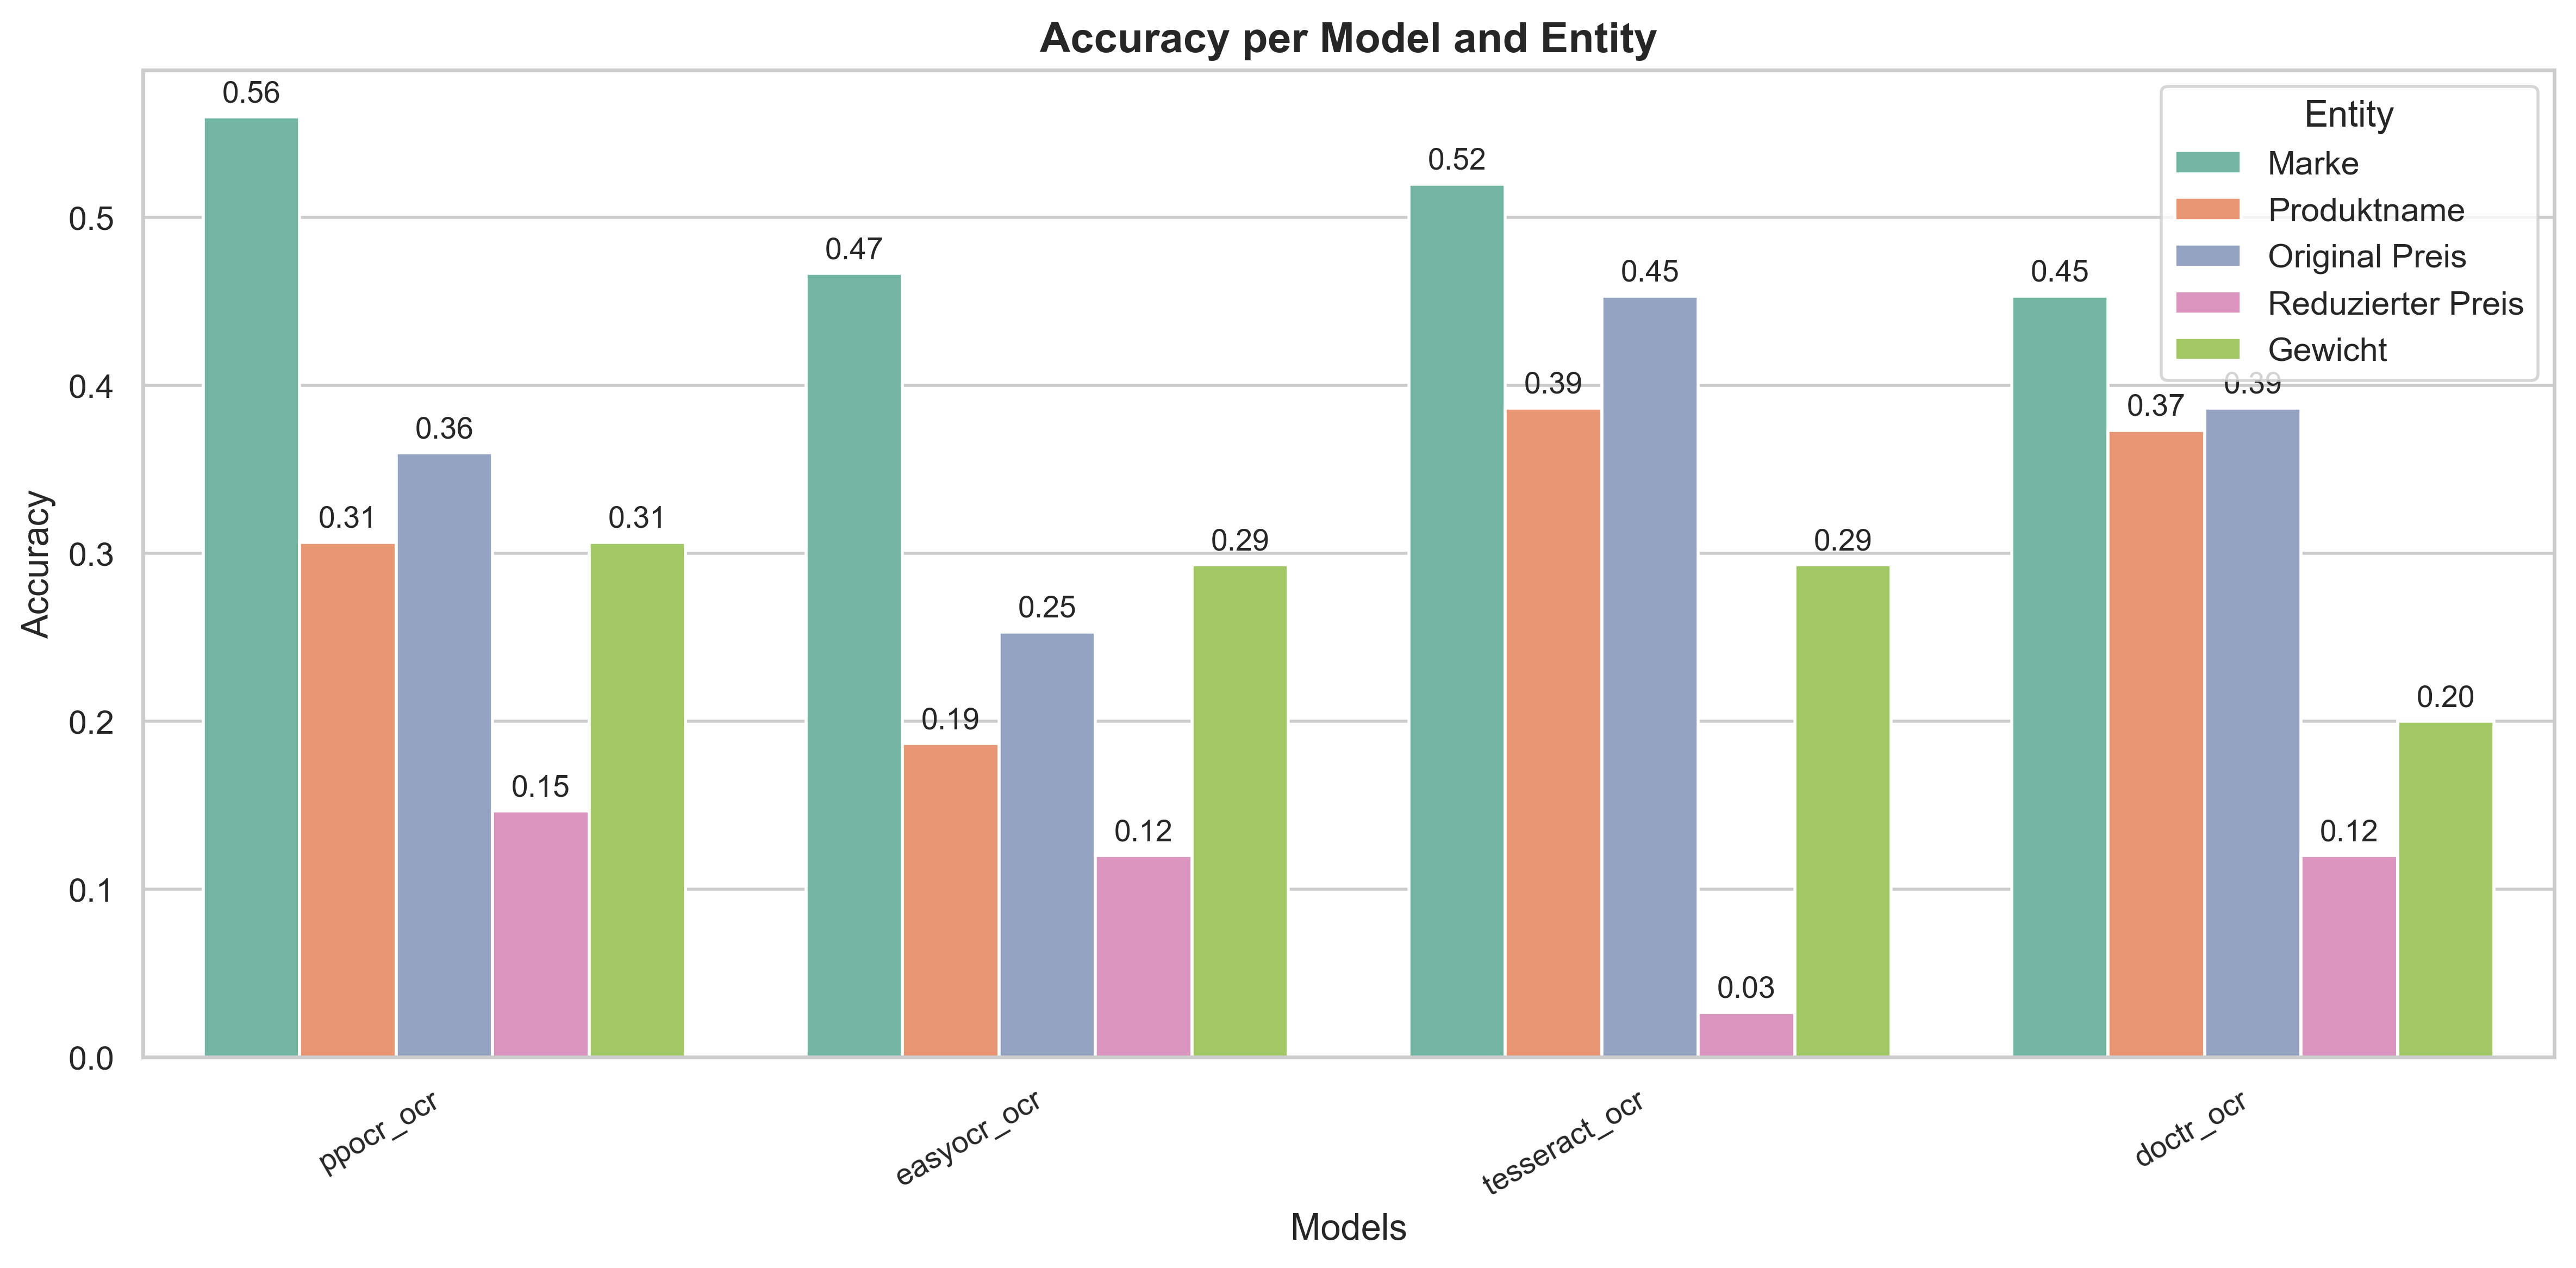 Accuracy per Model and Entity
Entity
Marke
Produktname
Original Preis
Reduzierter Preis
Gewicht
Accuracy
0.5
0.4
0.3
0.2
0.1
0.0
0.56
0.31
0.36
0.15
0.31
0.47
0.19
0.25
0.12
0.29
0.52
0.39
0.45
0.03
0.29
0.45
0.37
0.39
0.12
0.20
ppocr_ocr
easyocr_ocr
tesseract_ocr
doctr_ocr
Models